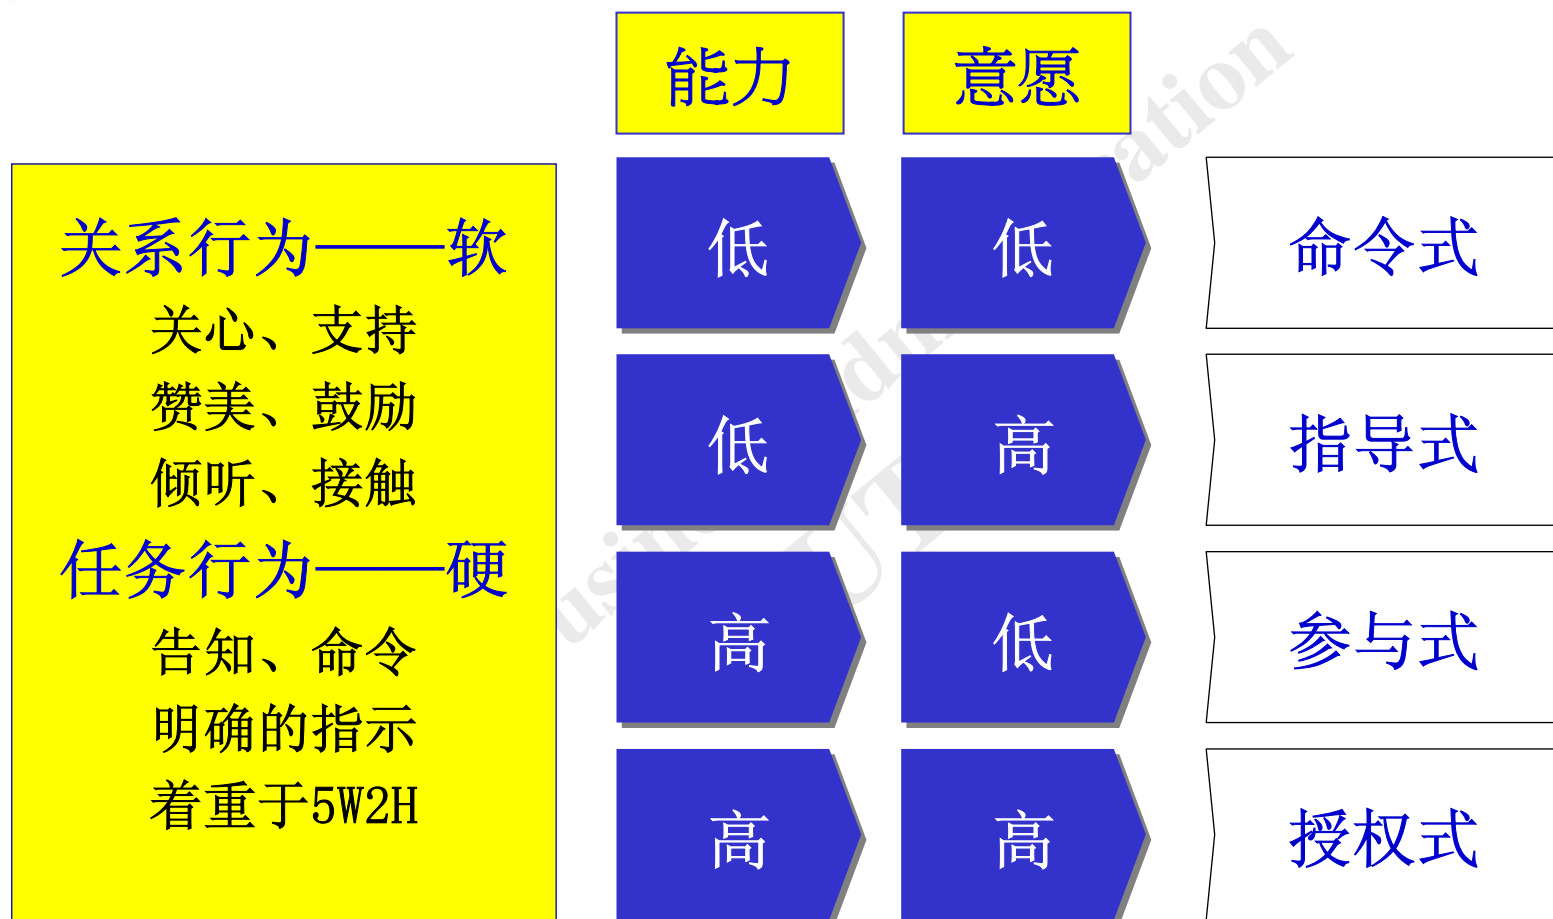 能力 意愿
关系行为——软
关心、支持
赞美、鼓励
倾听、接触
任务行为——硬
告知、命令
明确的指示
着重于5W2H
低 低 命令式
低 高 指导式
高 低 参与式
高 高 授权式